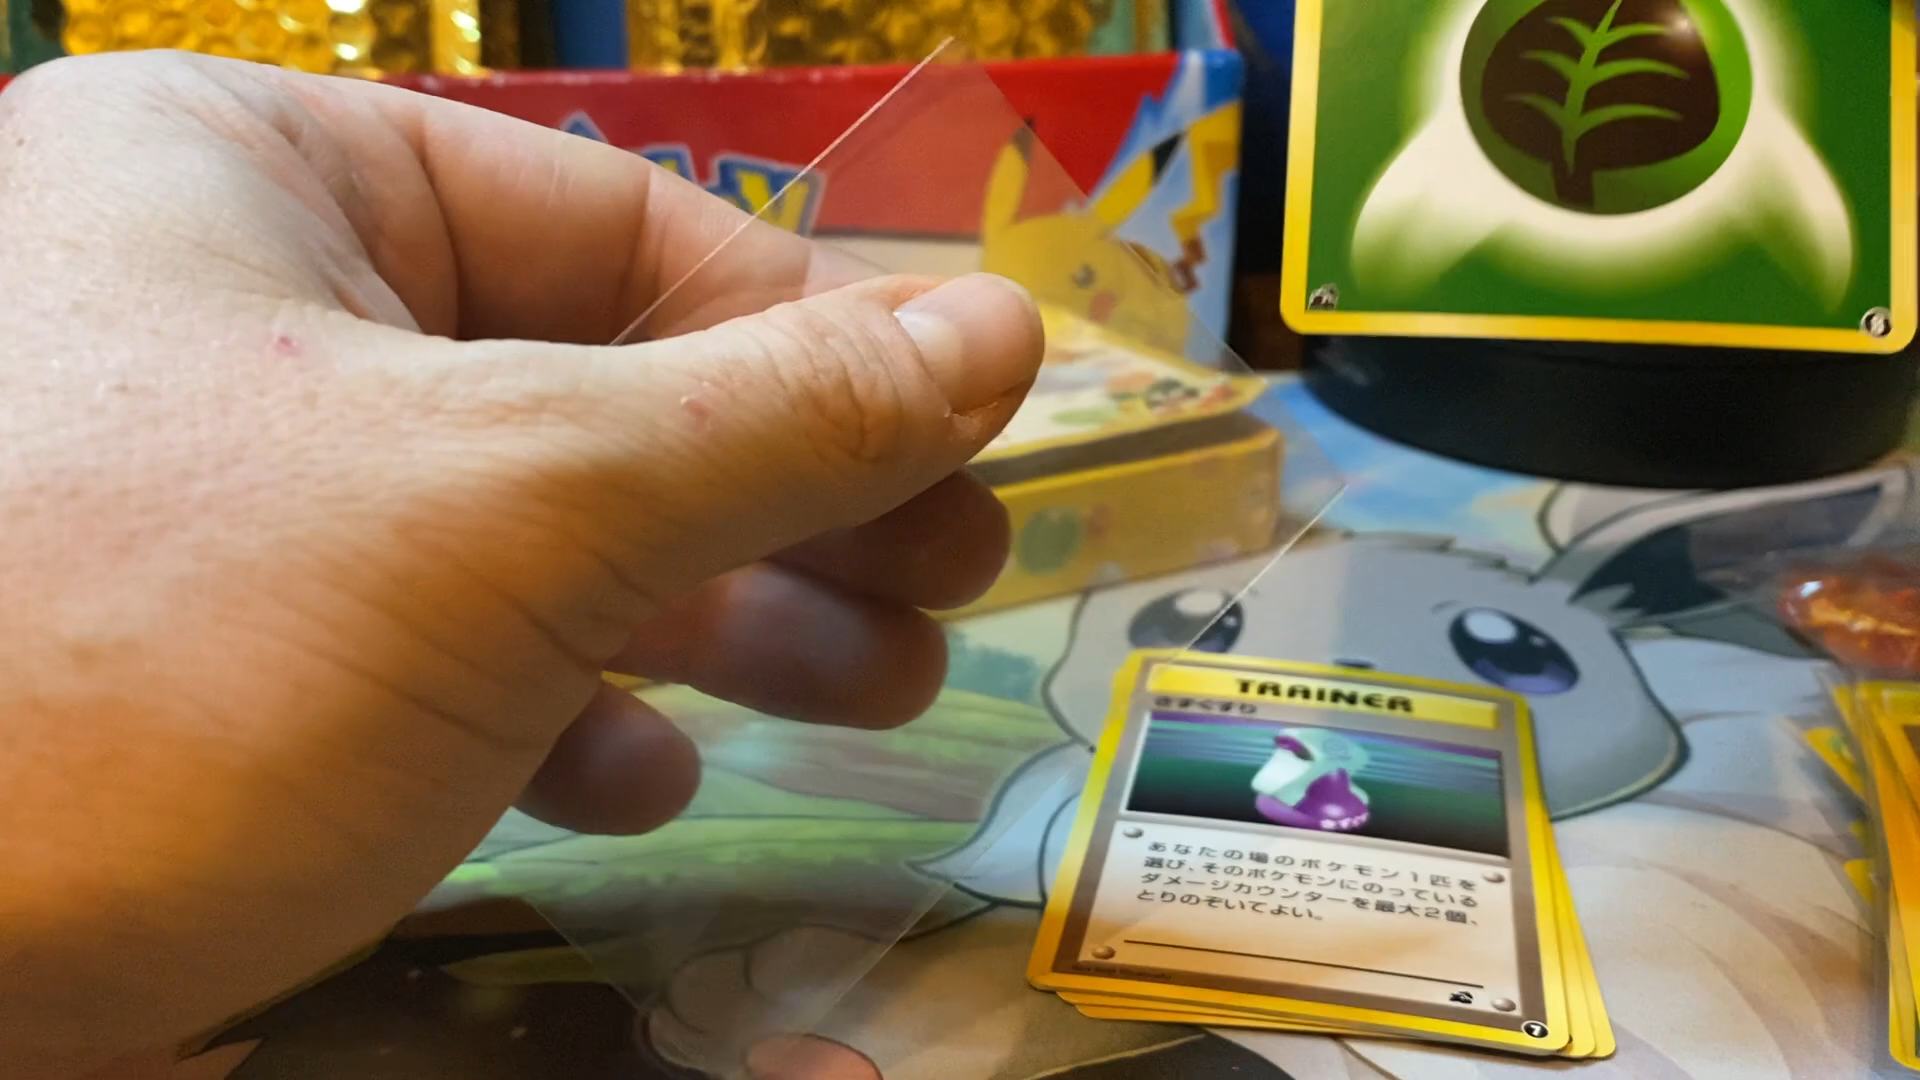 TRAINER
きずぐすり
あなたの場のポケモン1匹を
選び、そのポケモンにのっている
ダメージカウンターを最大2個、
とりのぞいてよい。
7